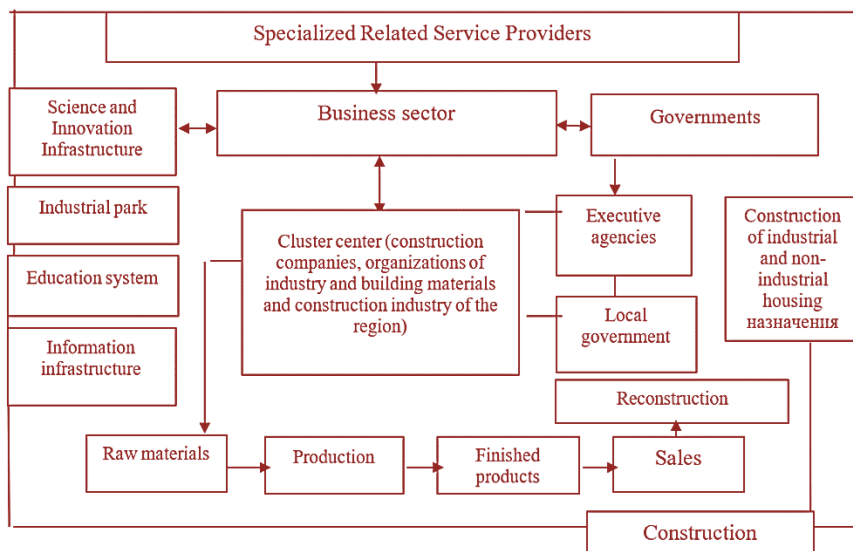 Specialized Related Service Providers
Science and
Innovation
Infrastructure
Business sector
Governments
Industrial park
Education system
Information
infrastructure
Cluster center (construction
companies, organizations of
industry and building materials
and construction industry of the
region)
Executive
agencies
Local
government
Construction
of industrial
and non-
industrial
housing
назначения
Reconstruction
Raw materials
Production
Finished
products
Sales
Construction